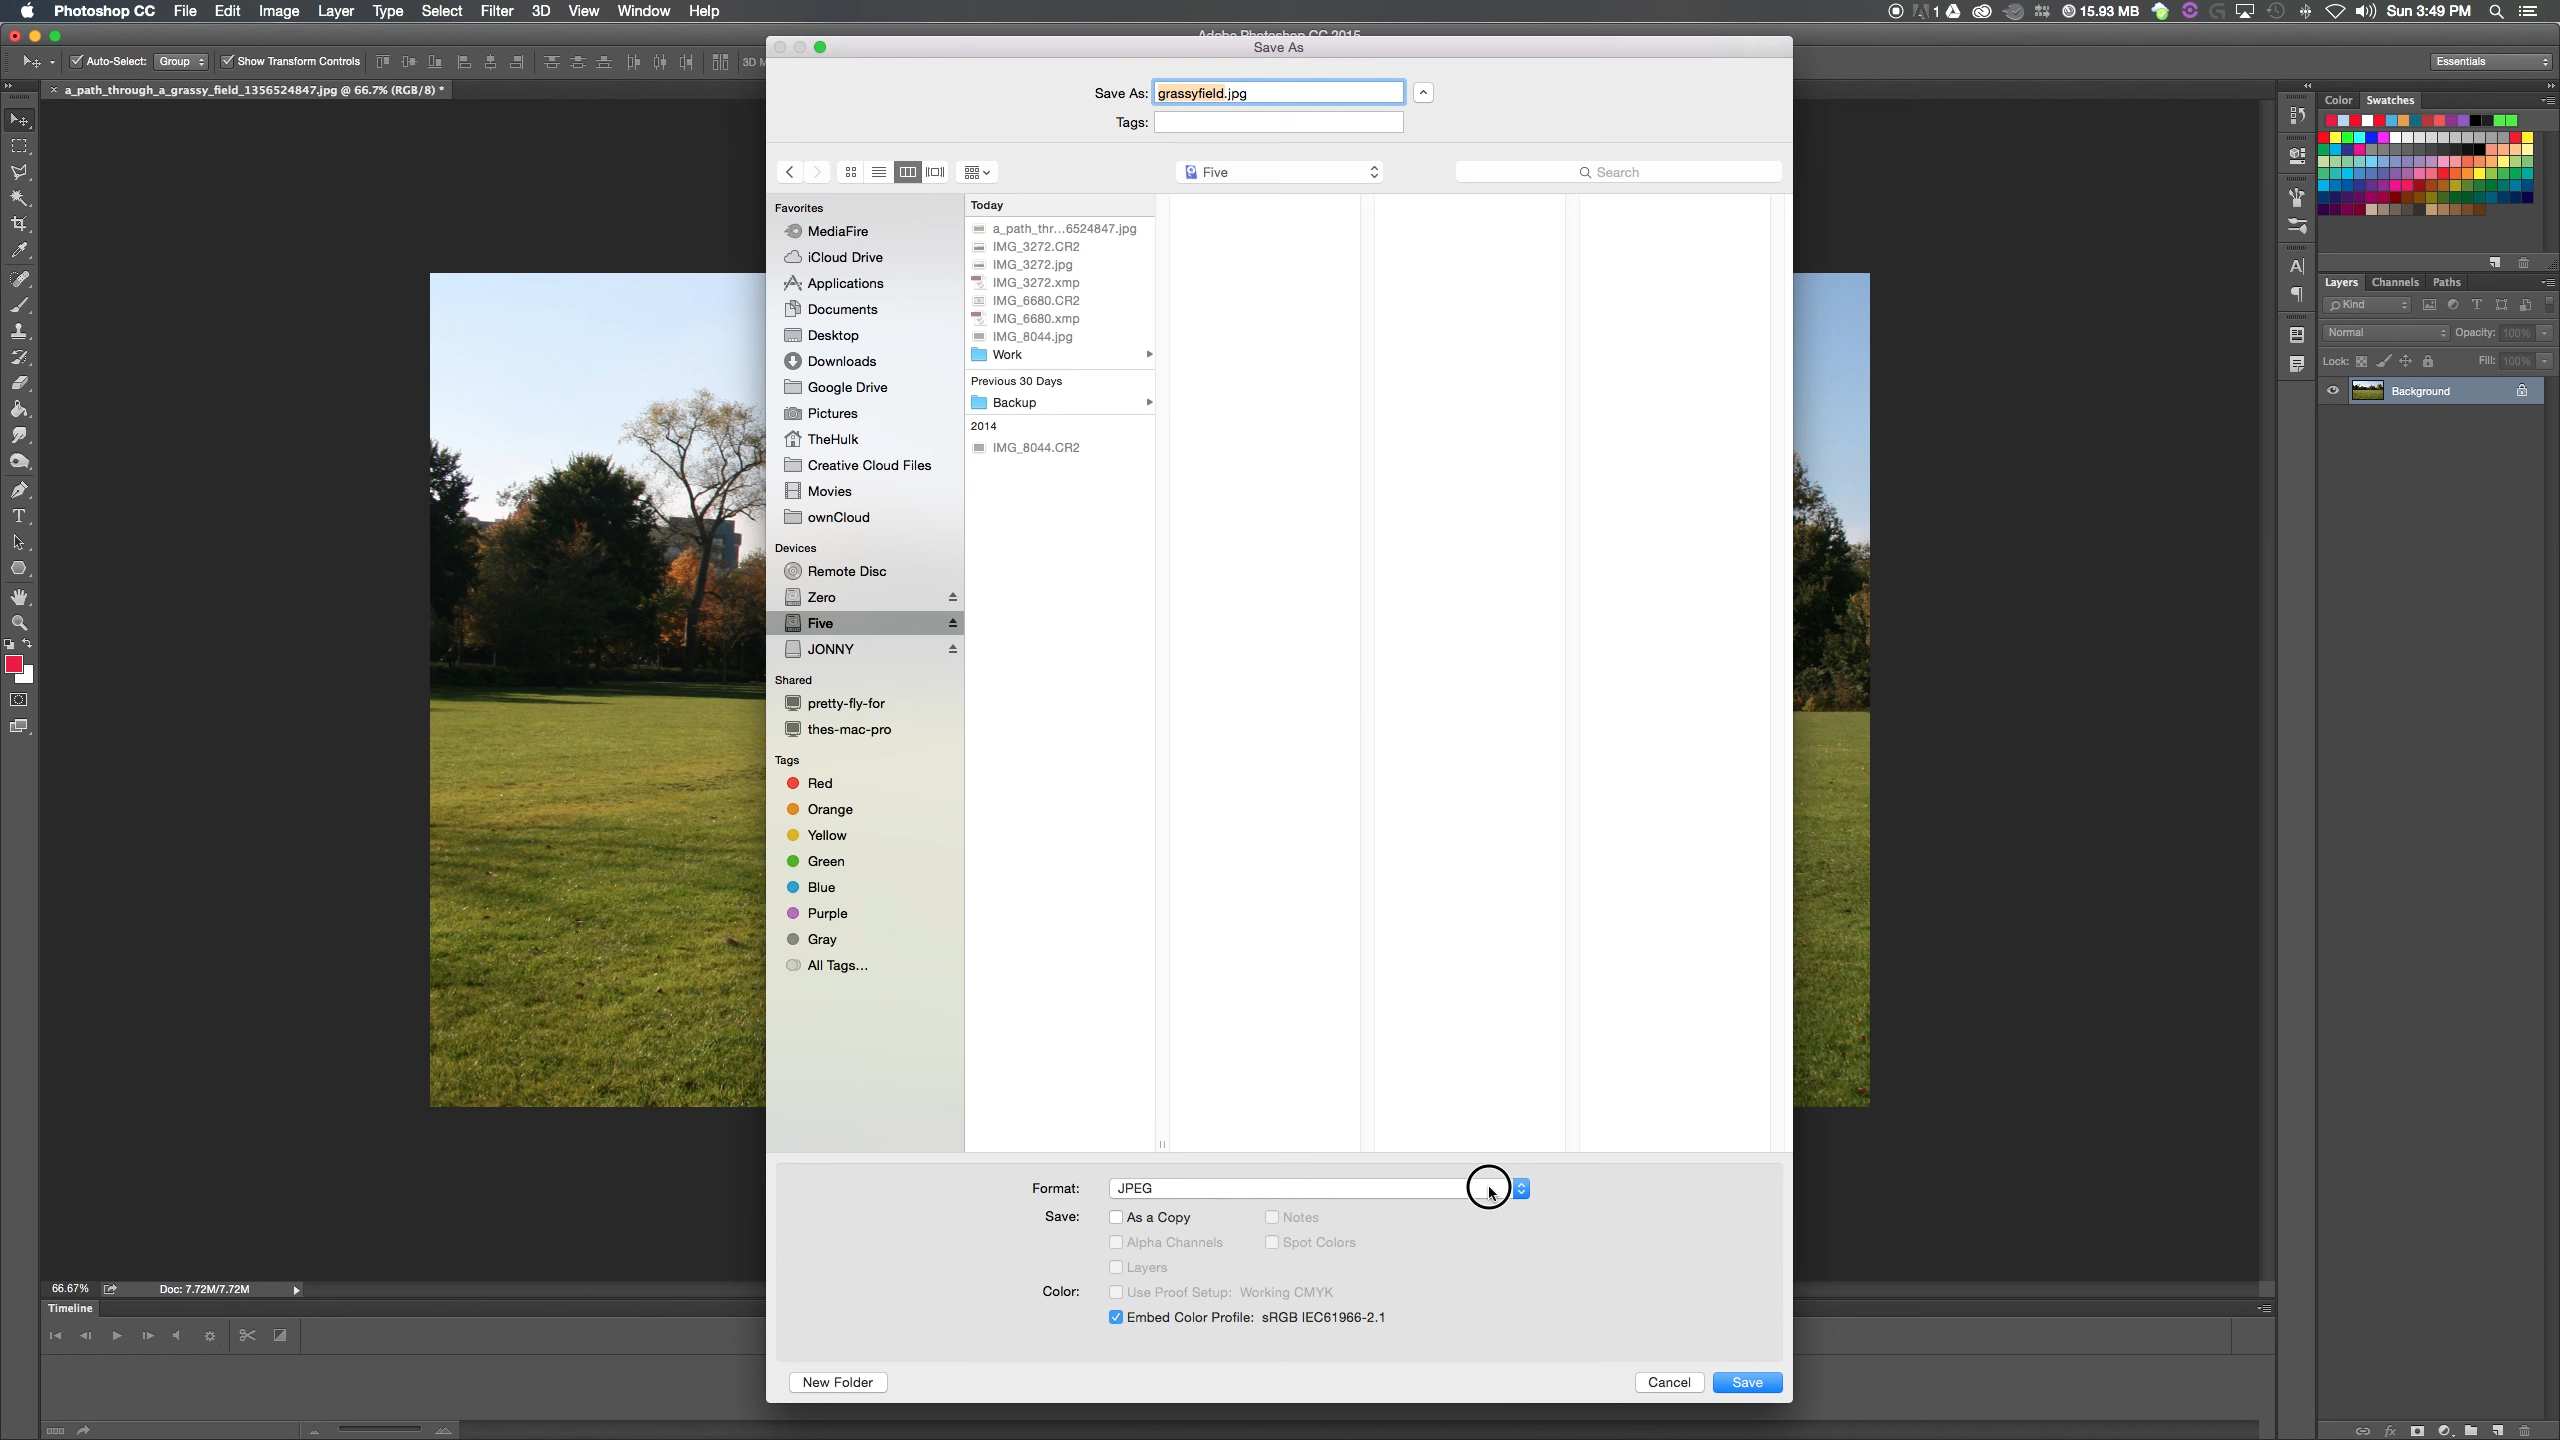 Photoshop CC File Edit Image Layer Type Select Filter 3D View Window Help 1 15.93 MB Sun 3:49 PM
Adobe Photoshop CC 2015
Save As
Auto-Select: Group Show Transform Controls 3D M Essentials
a_path_through_a_grassy_field_1356524847.jpg @ 66.7% (RGB/8) *
Save As: grassyfield.jpg
Tags:
Five
Search
Favorites
MediaFire
iCloud Drive
Applications
Documents
Desktop
Downloads
Google Drive
Pictures
TheHulk
Creative Cloud Files
Movies
ownCloud
Devices
Remote Disc
Zero
Five
JONNY
Shared
pretty-fly-for
thes-mac-pro
Tags
Red
Orange
Yellow
Green
Blue
Purple
Gray
All Tags...
Today
a_path_thr...6524847.jpg
IMG_3272.CR2
IMG_3272.jpg
IMG_3272.xmp
IMG_6680.CR2
IMG_6680.xmp
IMG_8044.jpg
Work
Previous 30 Days
Backup
2014
IMG_8044.CR2
Format: JPEG
Save: As a Copy Notes
Alpha Channels Spot Colors
Layers
Color: Use Proof Setup: Working CMYK
Embed Color Profile: sRGB IEC61966-2.1
New Folder Cancel Save
Color Swatches
Layers Channels Paths
Kind
Normal Opacity: 100%
Lock: Fill: 100%
Background
66.67% Doc: 7.72M/7.72M
Timeline